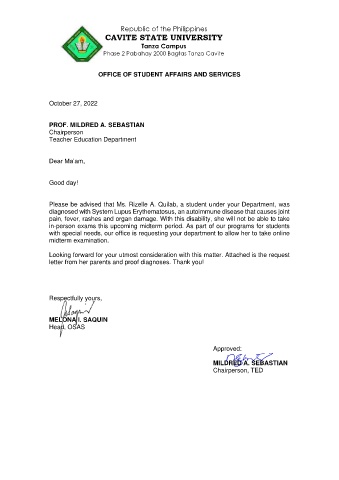 Republic of the Philippines
CAVITE STATE UNIVERSITY
Tanza Campus
Phase 2 Pabahay 2000 Bagtas Tanza Cavite
OFFICE OF STUDENT AFFAIRS AND SERVICES
October 27, 2022
PROF. MILDRED A. SEBASTIAN
Chairperson
Teacher Education Department
Dear Ma'am,
Good day!
Please be advised that Ms. Rizelle A. Quilab, a student under your Department, was
diagnosed with System Lupus Erythematosus, an autoimmune disease that causes joint
pain, fever, rashes and organ damage. With this disability, she will not be able to take
in-person exams this upcoming midterm period. As part of our programs for students
with special needs, our office is requesting your department to allow her to take online
midterm examination.
Looking forward for your utmost consideration with this matter. Attached is the request
letter from her parents and proof diagnoses. Thank you!
Respectfully yours,
MELONA I. SAQUIN
Head, OSAS
Approved:
MILDRED A. SEBASTIAN
Chairperson, TED